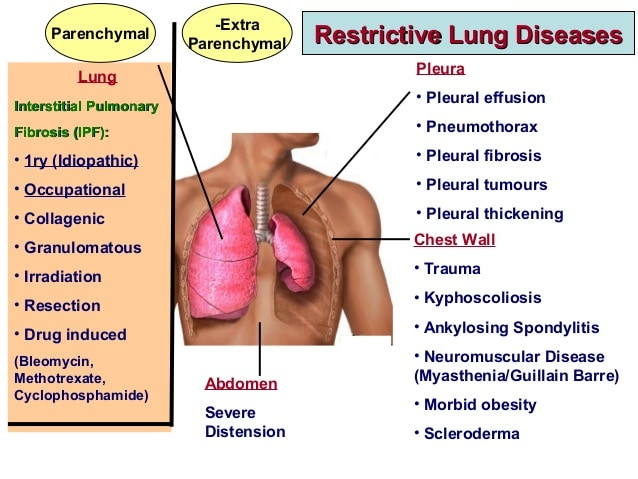 Parenchymal
-Extra
Parenchymal
Restrictive Lung Diseases
Lung
Interstitial Pulmonary
Fibrosis (IPF):
• 1ry (Idiopathic)
• Occupational
• Collagenic
• Granulomatous
• Irradiation
• Resection
• Drug induced
(Bleomycin,
Methotrexate,
Cyclophosphamide)
Abdomen
Severe
Distension
Pleura
• Pleural effusion
• Pneumothorax
• Pleural fibrosis
• Pleural tumours
• Pleural thickening
Chest Wall
• Trauma
• Kyphoscoliosis
• Ankylosing Spondylitis
• Neuromuscular Disease
(Myasthenia/Guillain Barre)
• Morbid obesity
• Scleroderma